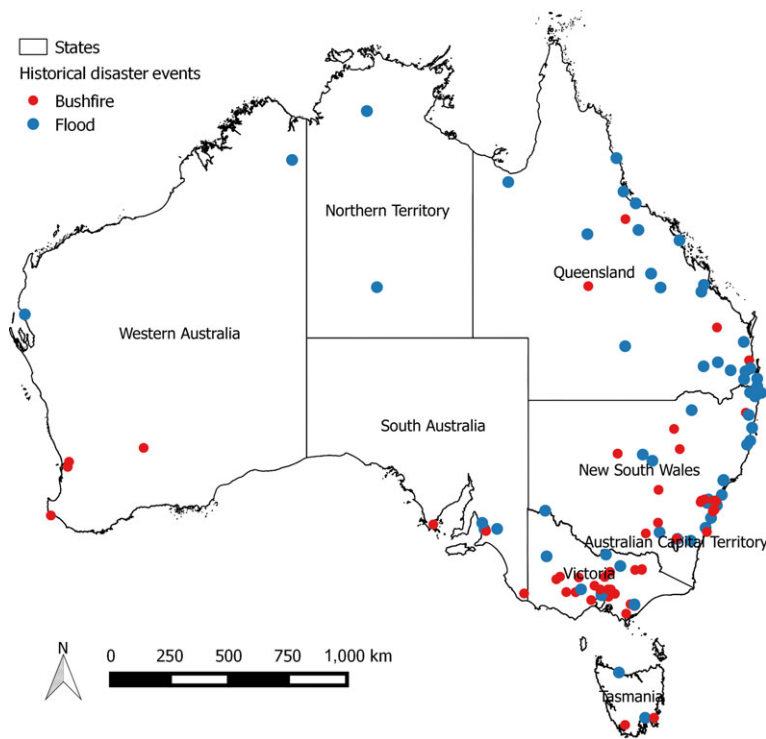 States
Historical disaster events
Bushfire
Flood
Northern Territory
Queensland
Western Australia
South Australia
New South Wales
Australian Capital Territory
Victoria
Tasmania
N
0 250 500 750 1,000 km